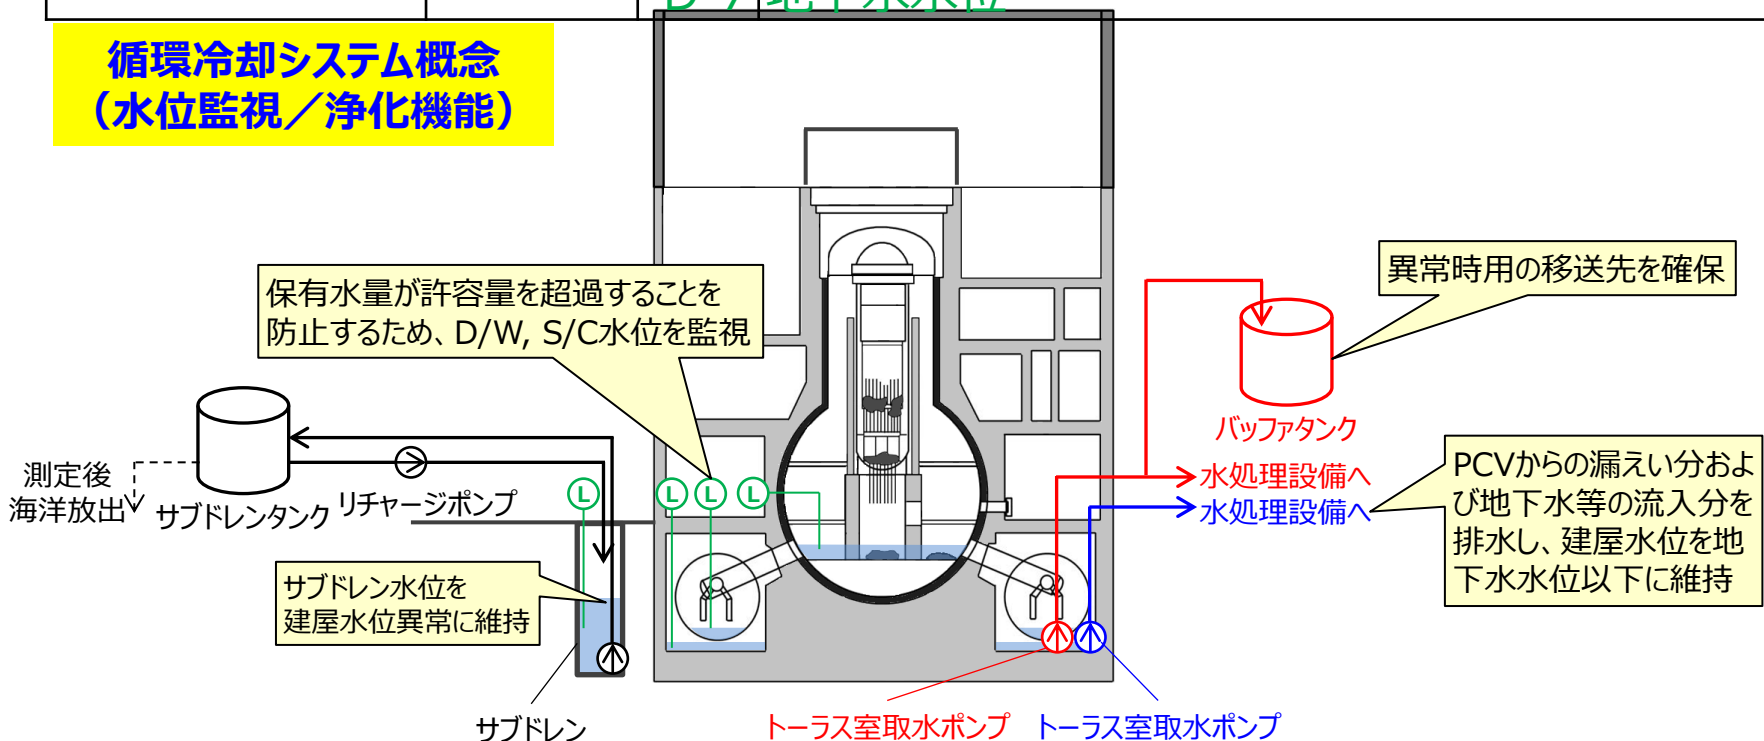 循環冷却システム概念
（水位監視／浄化機能）
保有水量が許容量を超過することを
防止するため、D/W, S/C水位を監視
異常時用の移送先を確保
バッファタンク
水処理設備へ
水処理設備へ
PCVからの漏えい分およ
び地下水等の流入分を
排水し、建屋水位を地
下水水位以下に維持
測定後
海洋放出
サブドレンタンク
リチャージポンプ
L
L
L
L
サブドレン水位を
建屋水位異常に維持
サブドレン
トーラス室取水ポンプ
トーラス室取水ポンプ